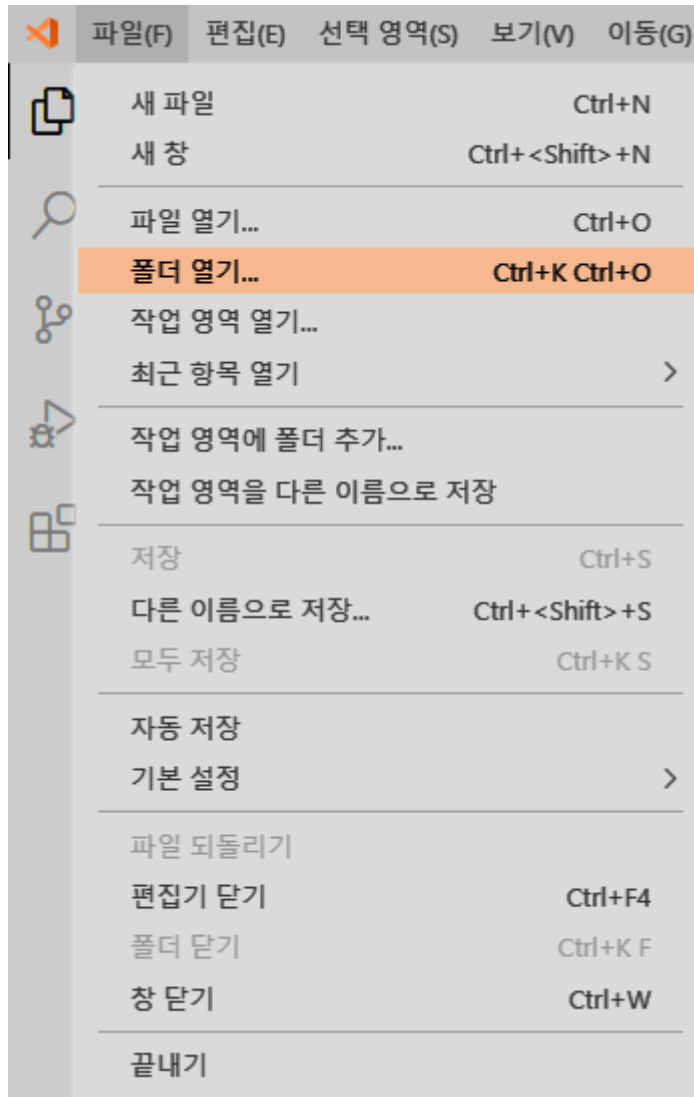 파일(F) 편집(E) 선택 영역(S) 보기(V) 이동(G)
새 파일 Ctrl+N
새 창 Ctrl+<Shift>+N
파일 열기... Ctrl+O
폴더 열기... Ctrl+K Ctrl+O
작업 영역 열기...
최근 항목 열기
작업 영역에 폴더 추가...
작업 영역을 다른 이름으로 저장
저장 Ctrl+S
다른 이름으로 저장... Ctrl+<Shift>+S
모두 저장 Ctrl+K S
자동 저장
기본 설정
파일 되돌리기
편집기 닫기 Ctrl+F4
폴더 닫기 Ctrl+K F
창 닫기 Ctrl+W
끝내기